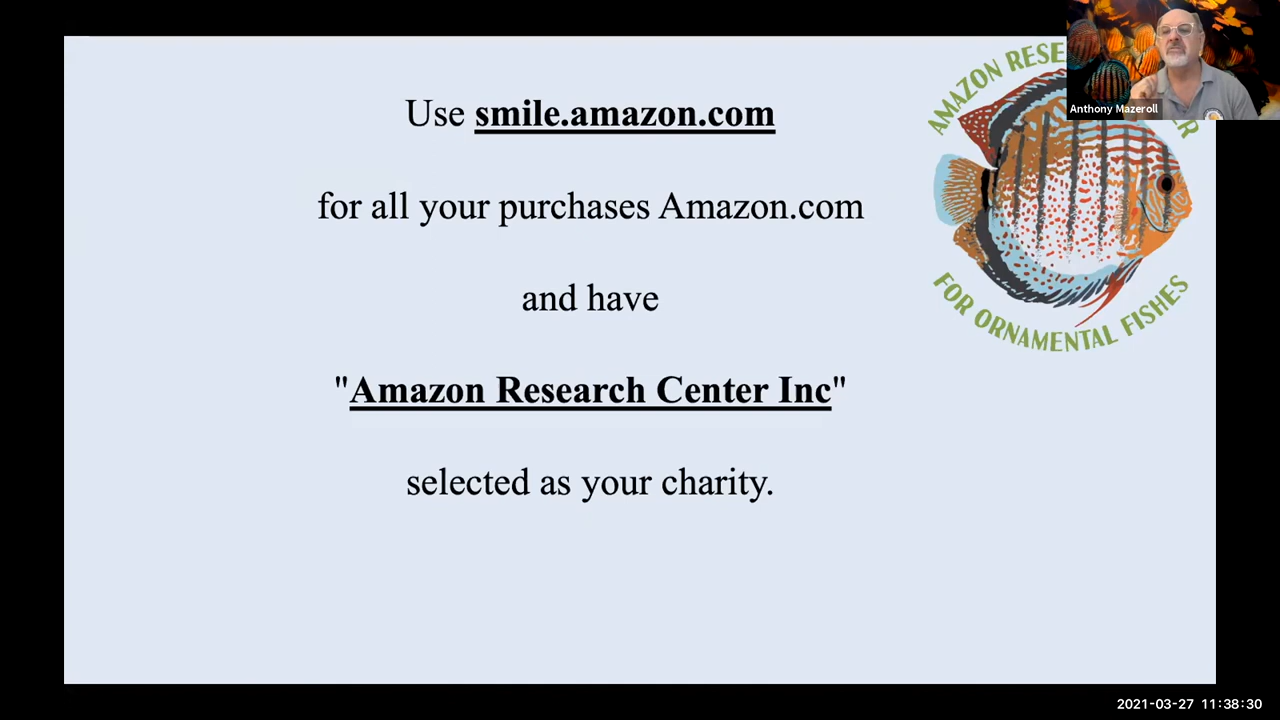 Use smile.amazon.com
for all your purchases Amazon.com
and have
"Amazon Research Center Inc"
selected as your charity.
AMAZON
FOR ORNAMENTAL FISHES
Anthony Mazeroll
2021-03-27 11:38:30